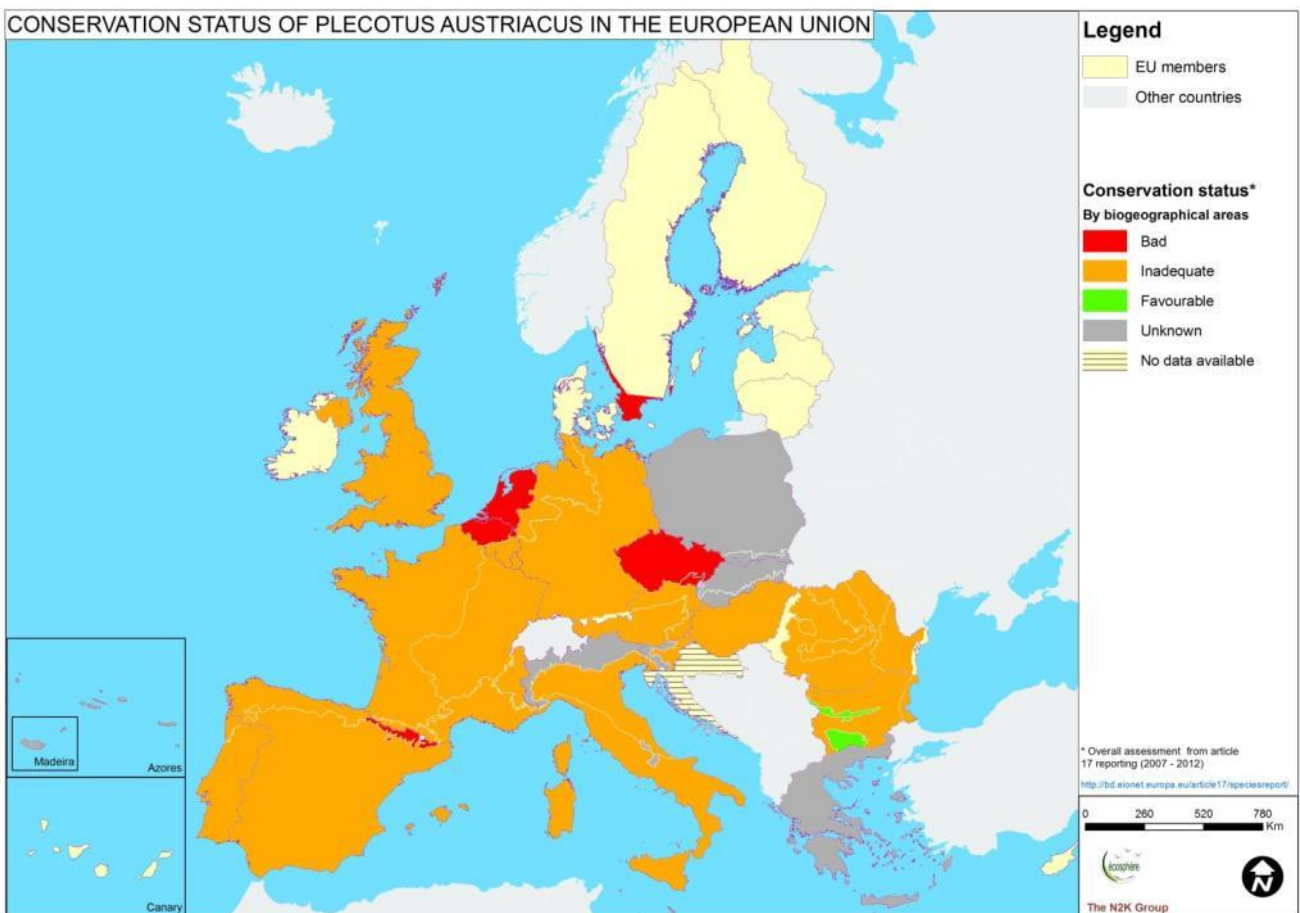 CONSERVATION STATUS OF PLECOTUS AUSTRIACUS IN THE EUROPEAN UNION
Legend
EU members
Other countries
Conservation status*
By biogeographical areas
Bad
Inadequate
Favourable
Unknown
No data available
Madeira
Azores
Canary
* Overall assessment from article
17 reporting (2007 - 2012)
http://bd.eionet.europa.eu/article17/speciesreport/
0 260 520 780
Km
écosphère
N
The N2K Group